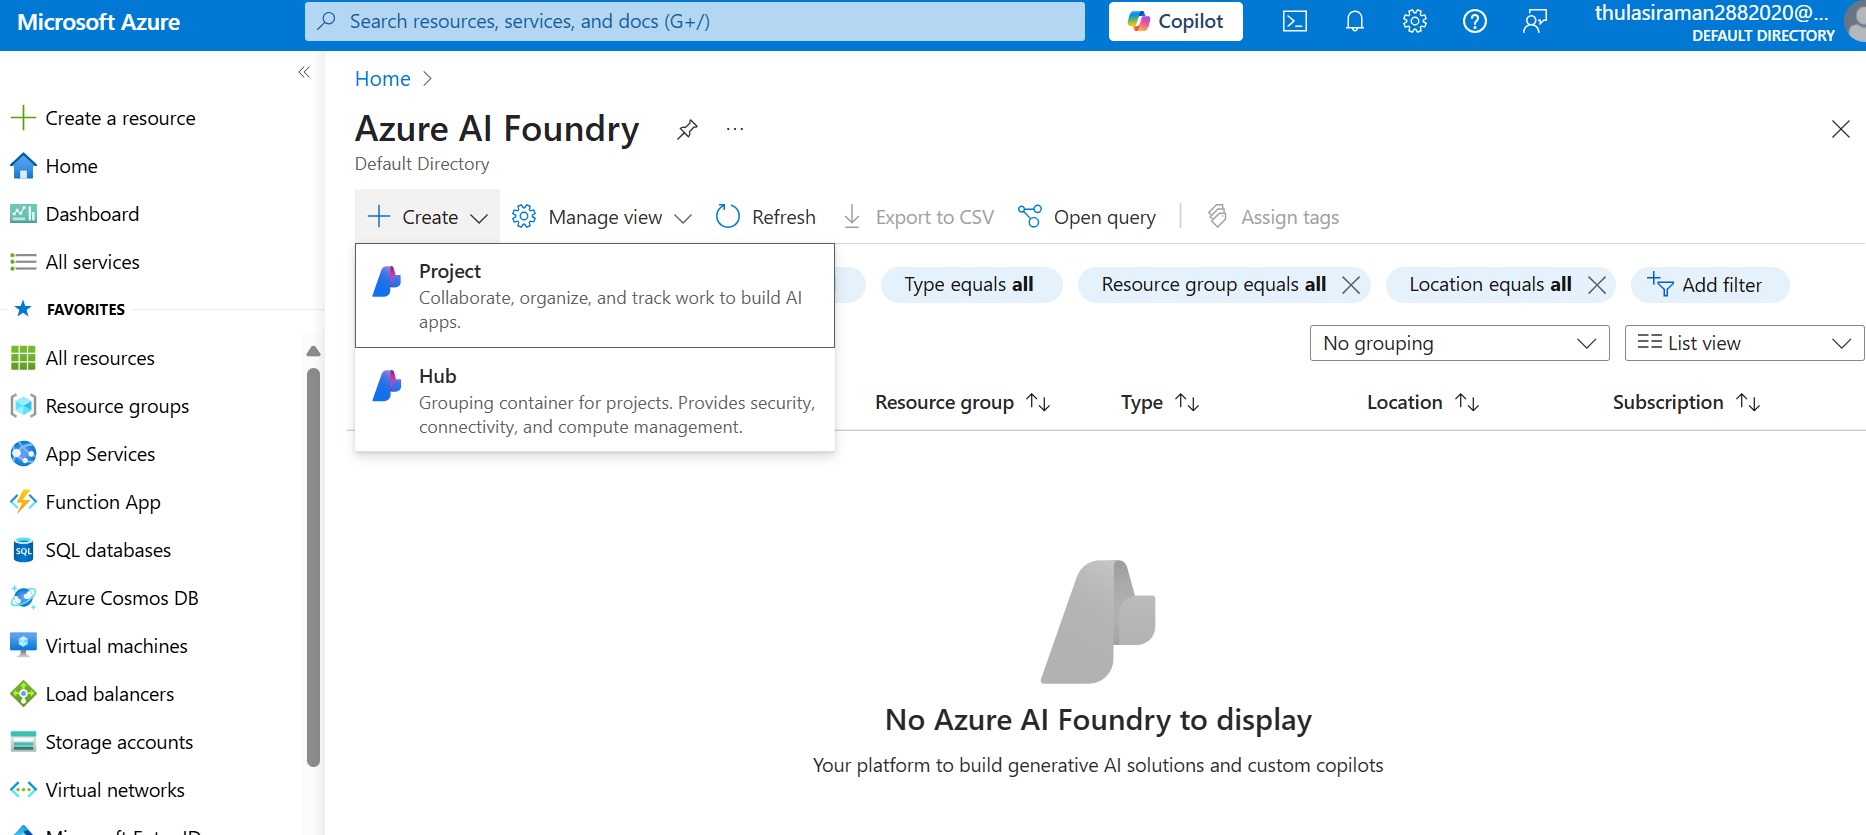 Microsoft Azure
Search resources, services, and docs (G+/)
Copilot
thulasiraman2882020@...
DEFAULT DIRECTORY
Create a resource
Home
Dashboard
All services
FAVORITES
All resources
Resource groups
App Services
Function App
SQL databases
Azure Cosmos DB
Virtual machines
Load balancers
Storage accounts
Virtual networks
Home
Azure AI Foundry
Default Directory
Create
Manage view
Refresh
Export to CSV
Open query
Assign tags
Project
Collaborate, organize, and track work to build AI
apps.
Hub
Grouping container for projects. Provides security,
connectivity, and compute management.
Type equals all
Resource group equals all
Location equals all
Add filter
No grouping
List view
Resource group
Type
Location
Subscription
No Azure AI Foundry to display
Your platform to build generative AI solutions and custom copilots